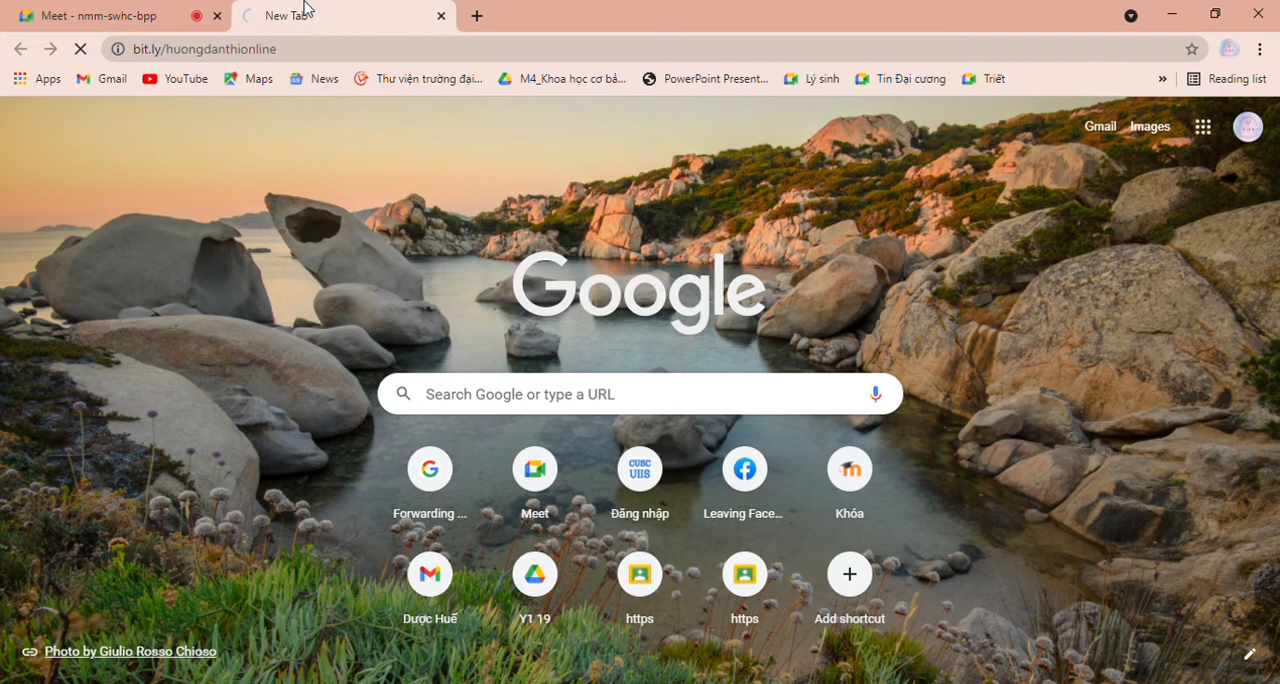 Meet - nmm-swhc-bpp
New Tab
bit.ly/huongdanthionline
Apps
Gmail
YouTube
Maps
News
Thư viện trường đại...
M4_Khoa học cơ bả...
PowerPoint Present...
Lý sinh
Tin Đại cương
Triết
»
Reading list
Gmail
Images
Google
Search Google or type a URL
CUSC
UIIS
Forwarding ...
Meet
Đăng nhập
Leaving Face...
Khóa
Dược Huế
Y1 19
https
https
Add shortcut
Photo by Giulio Rosso Chioso